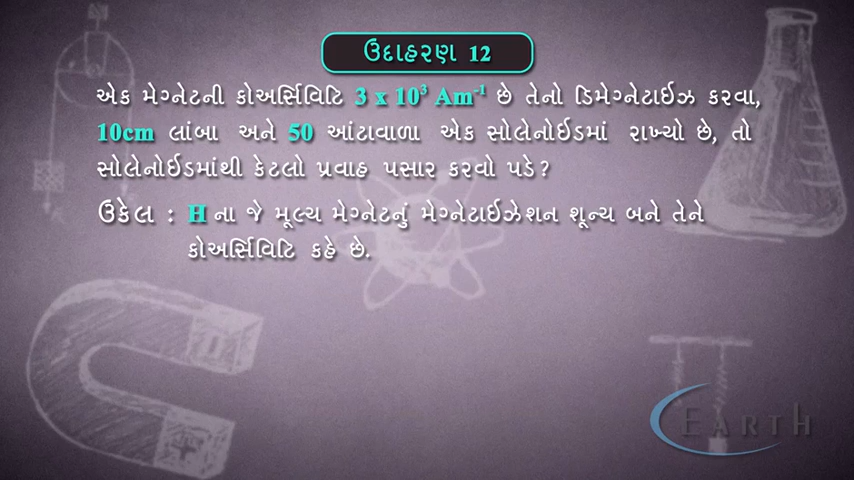 ઉદાહરણ 12
એક મેગ્નેટની કોઅર્સિવિટિ 3 x 10³ Am⁻¹ છે તેનો ડિમેગ્નેટાઈઝ કરવા,
10cm લાંબા અને 50 આંટાવાળા એક સોલેનોઈડમાં રાખ્યો છે, તો
સોલેનોઈડમાંથી કેટલો પ્રવાહ પસાર કરવો પડે?
ઉકેલ : H ના જે મૂલ્ય મેગ્નેટનું મેગ્નેટાઈઝેશન શૂન્ય બને તેને
કોઅર્સિવિટિ કહે છે.
EARTH